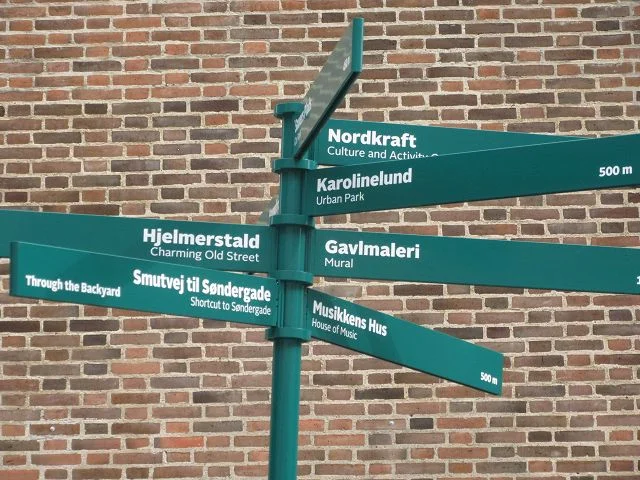 Nordkraft
Culture and Activity
Karolinelund
Urban Park
500 m
Hjelmerstald
Charming Old Street
Gavlmaleri
Mural
Through the Backyard
Smutvej til Søndergade
Shortcut to Søndergade
Musikkens Hus
House of Music
500 m